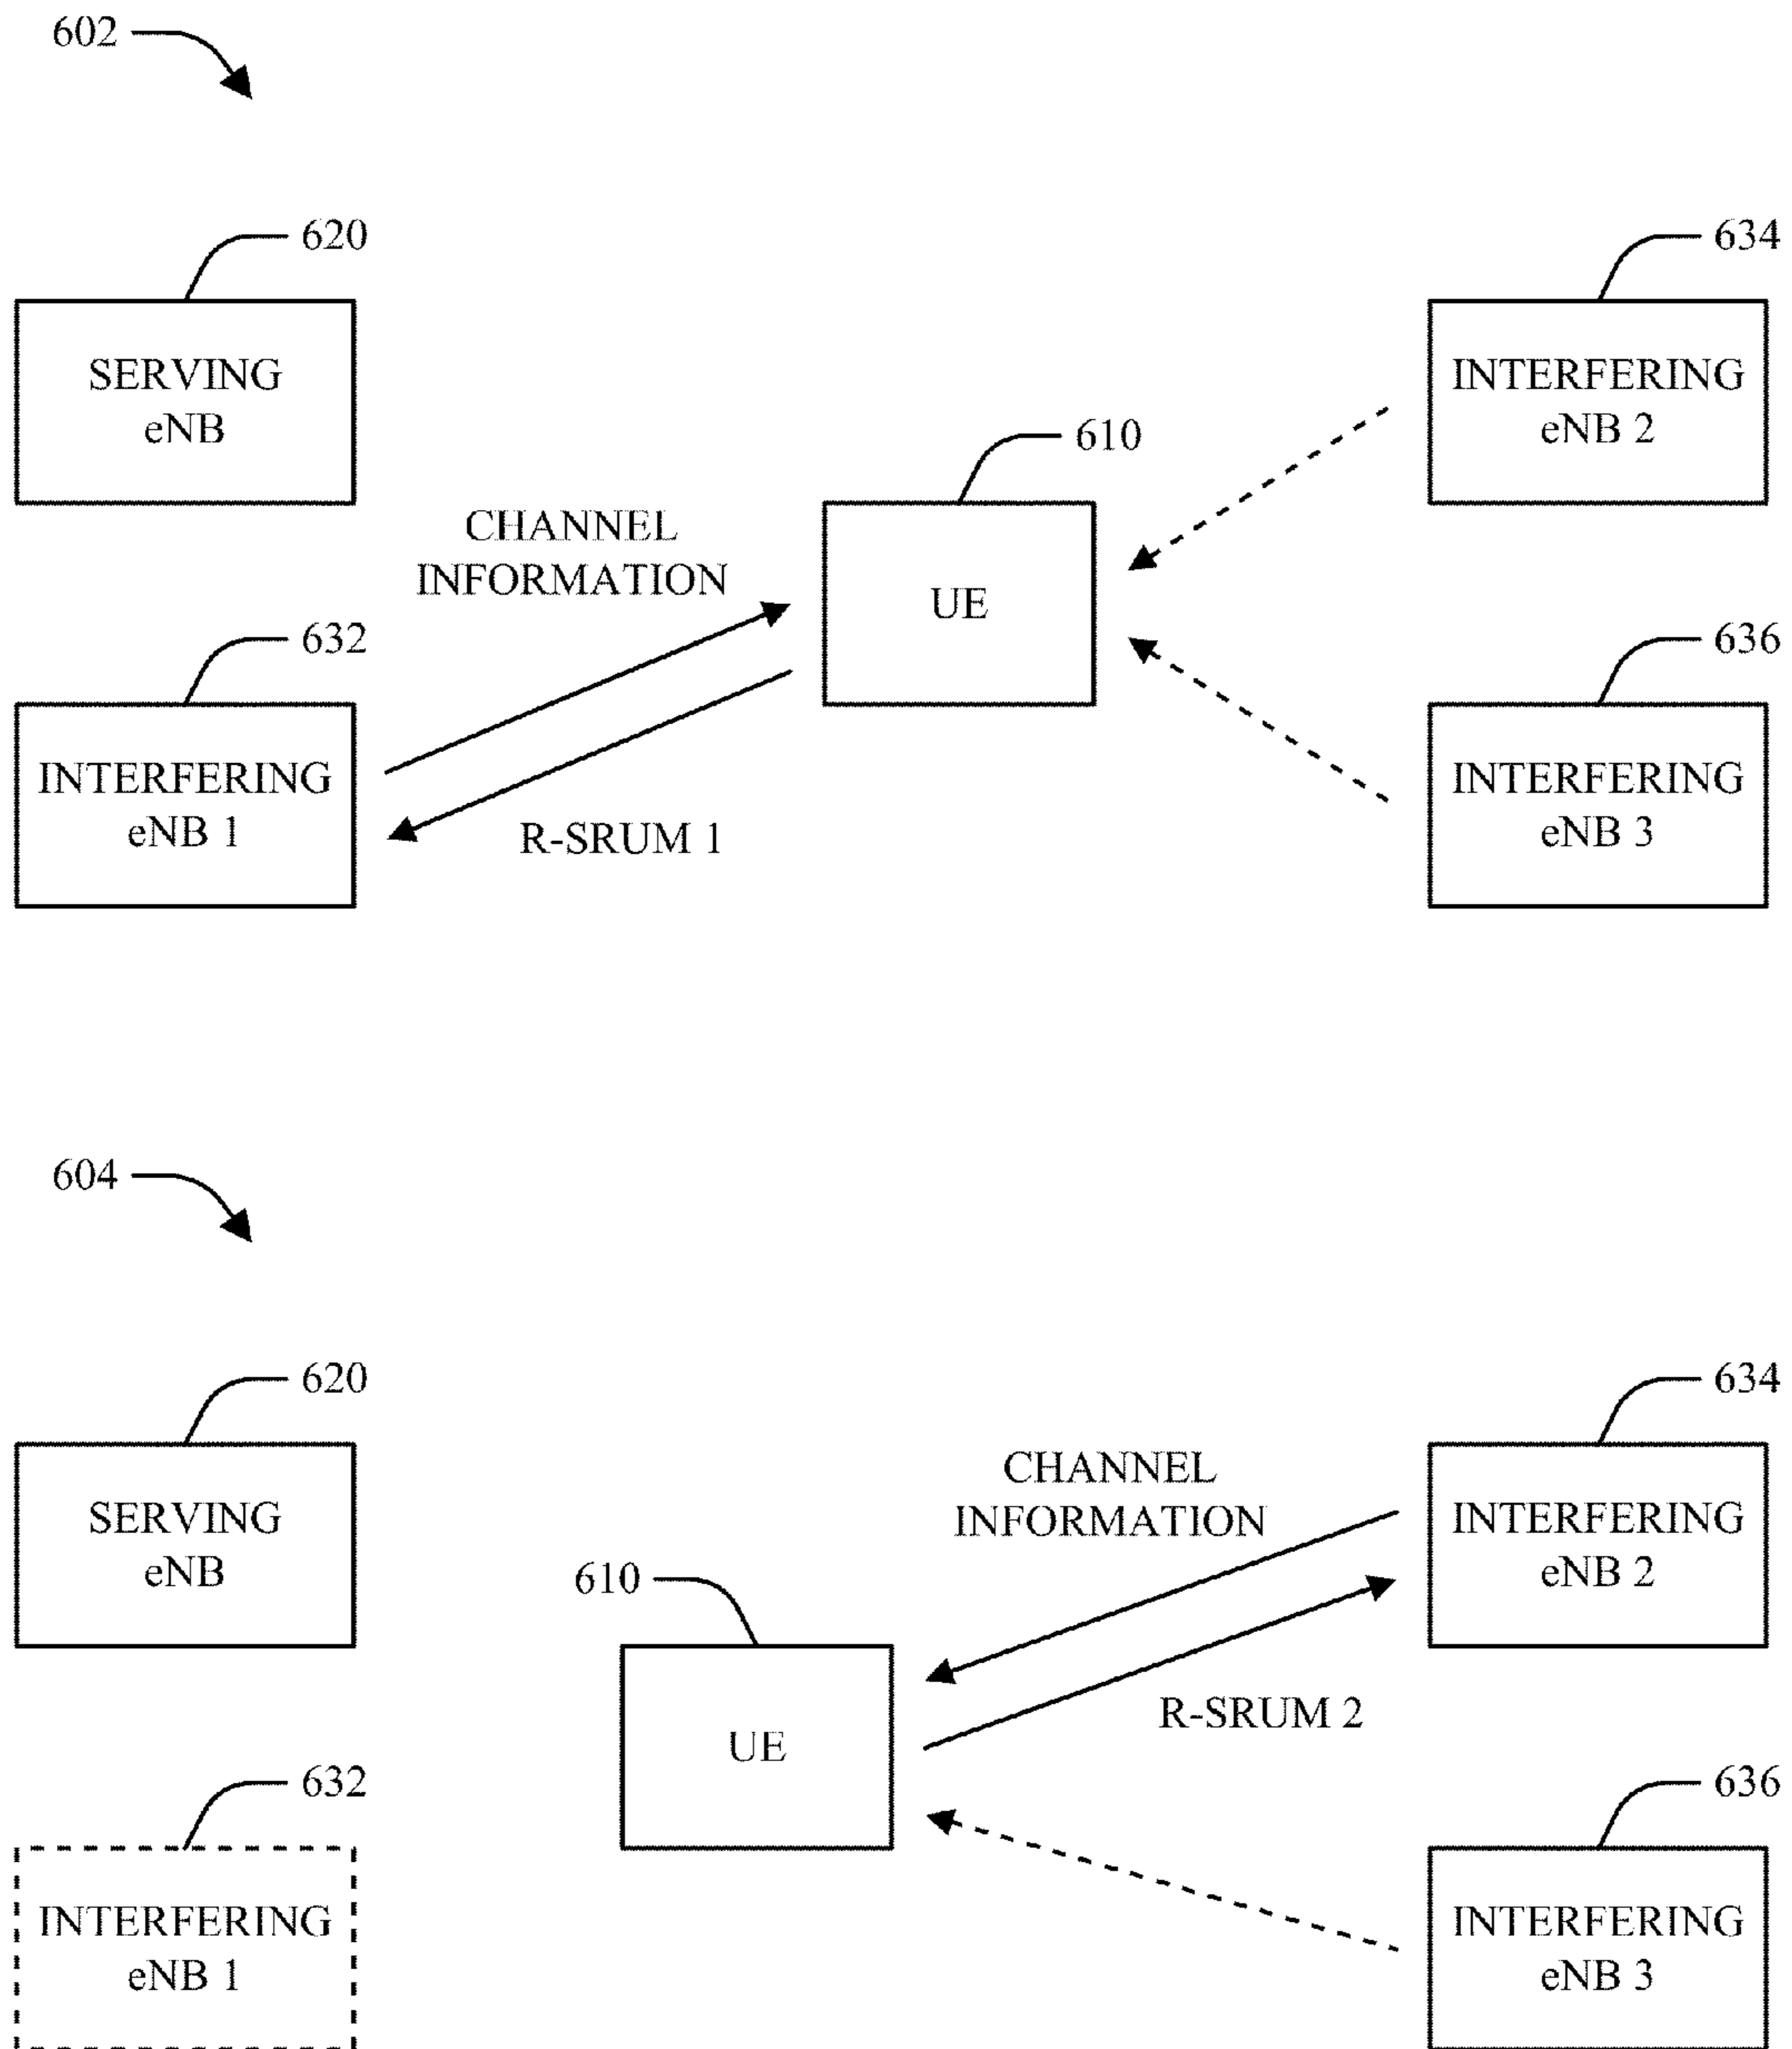 602
620
634
SERVING
eNB
INTERFERING
eNB 2
610
CHANNEL
INFORMATION
UE
632
636
INTERFERING
eNB 1
R-SRUM 1
INTERFERING
eNB 3
604
620
634
SERVING
eNB
CHANNEL
INFORMATION
INTERFERING
eNB 2
610
UE
R-SRUM 2
632
636
INTERFERING
eNB 1
INTERFERING
eNB 3